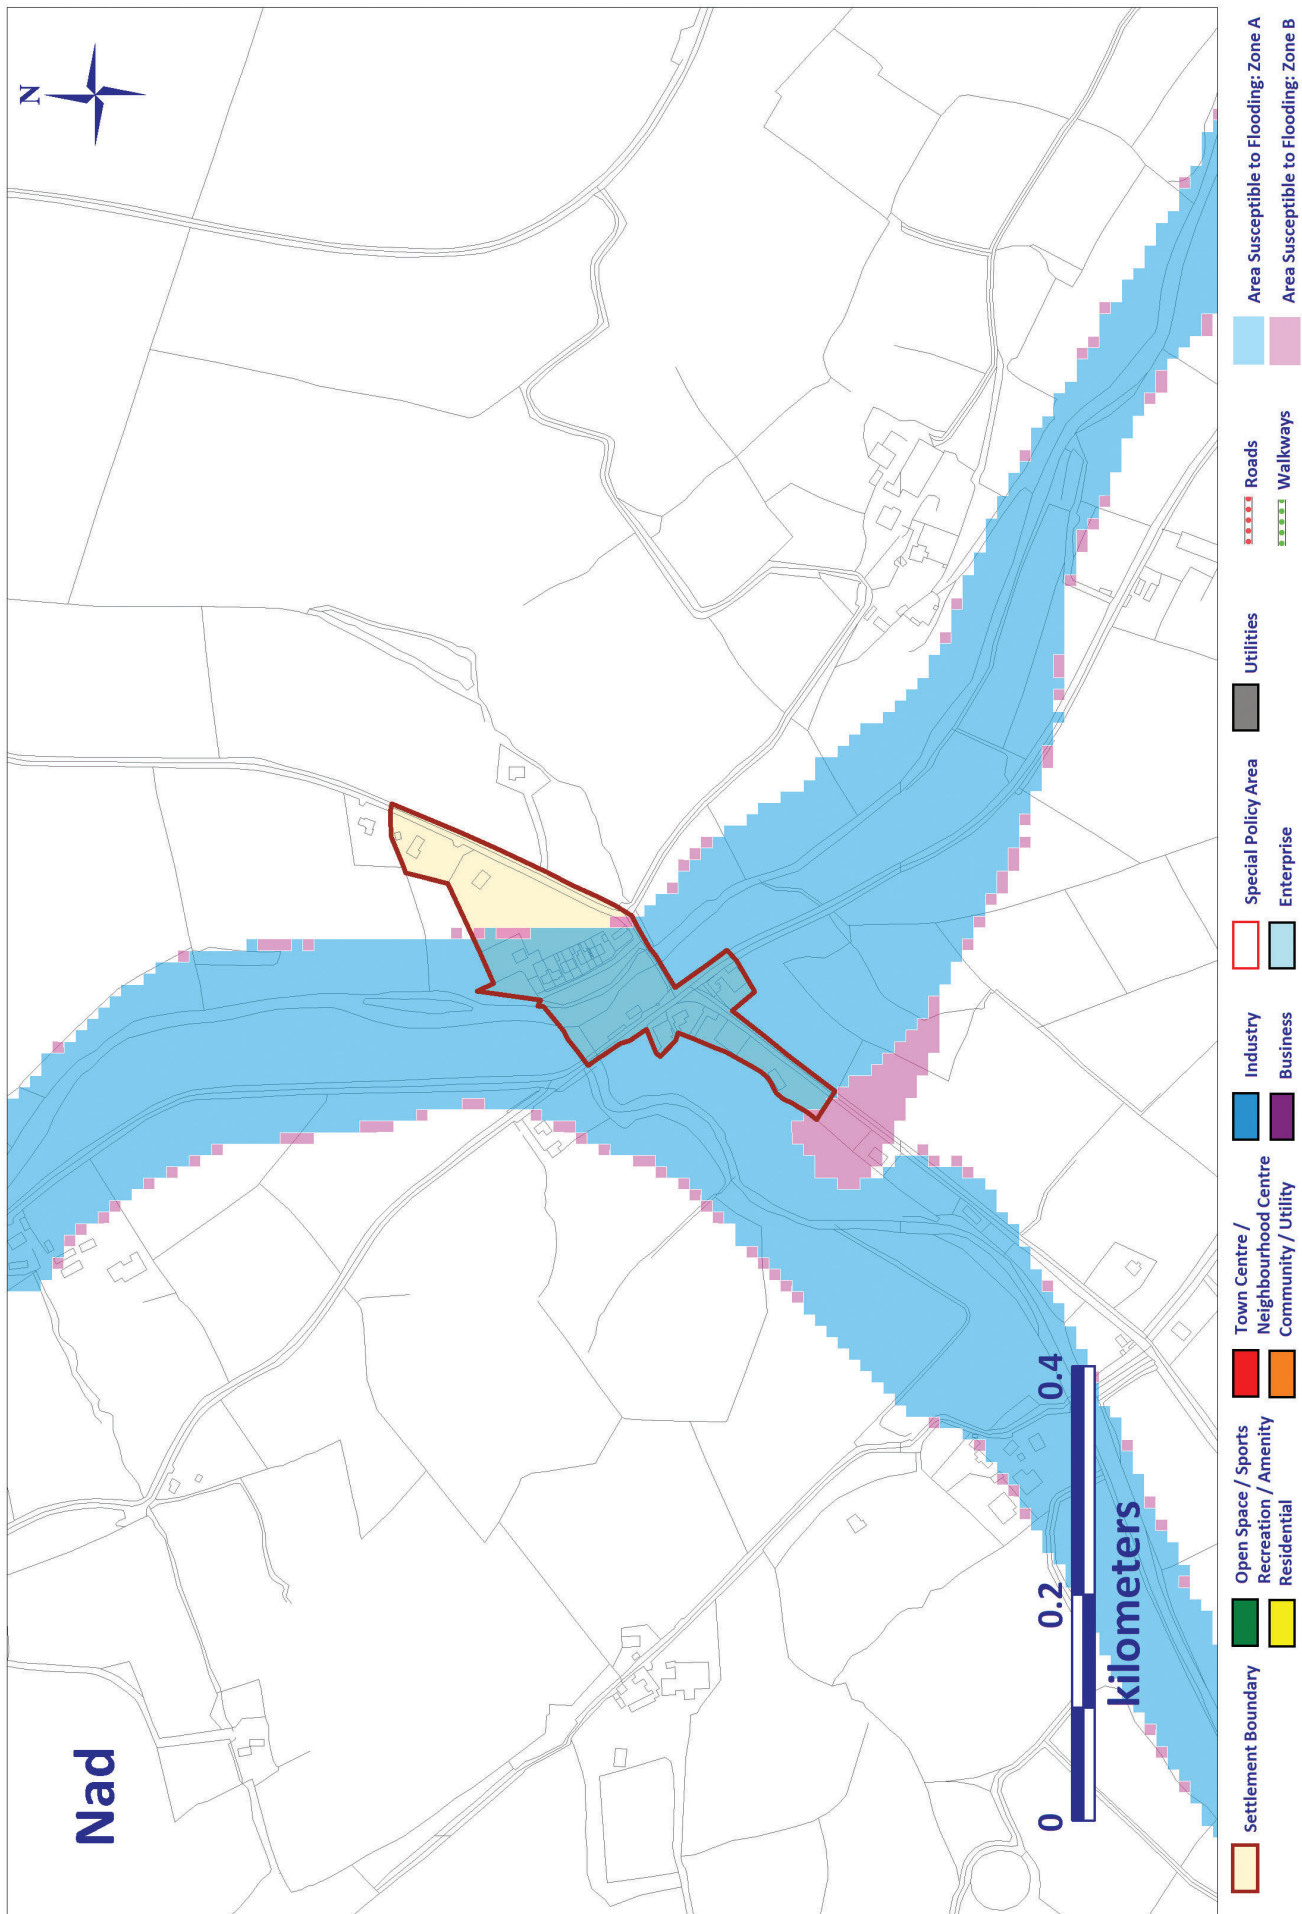 Nad
N
0
0.2
0.4
kilometers
Settlement Boundary
Open Space / Sports
Recreation / Amenity
Residential
Town Centre /
Neighbourhood Centre
Community / Utility
Industry
Business
Special Policy Area
Enterprise
Utilities
Roads
Walkways
Area Susceptible to Flooding: Zone A
Area Susceptible to Flooding: Zone B